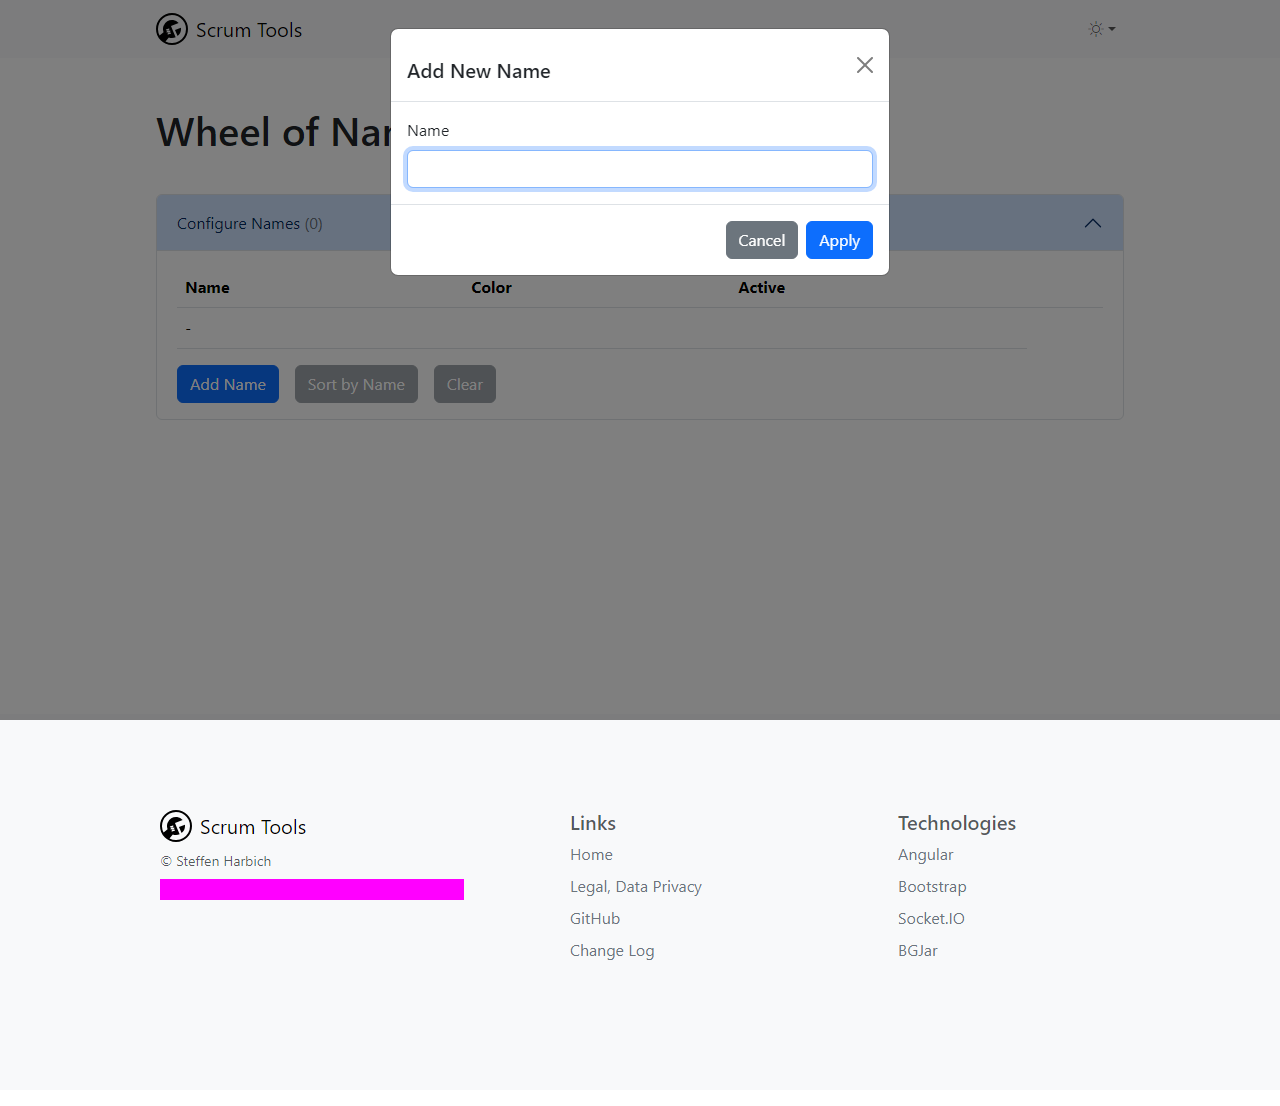 Scrum Tools
Add New Name
Name
Cancel
Apply
Wheel of Na
Configure Names (0)
Name Color Active
-
Add Name
Sort by Name
Clear
Scrum Tools
© Steffen Harbich
Links
Home
Legal, Data Privacy
GitHub
Change Log
Technologies
Angular
Bootstrap
Socket.IO
BGJar